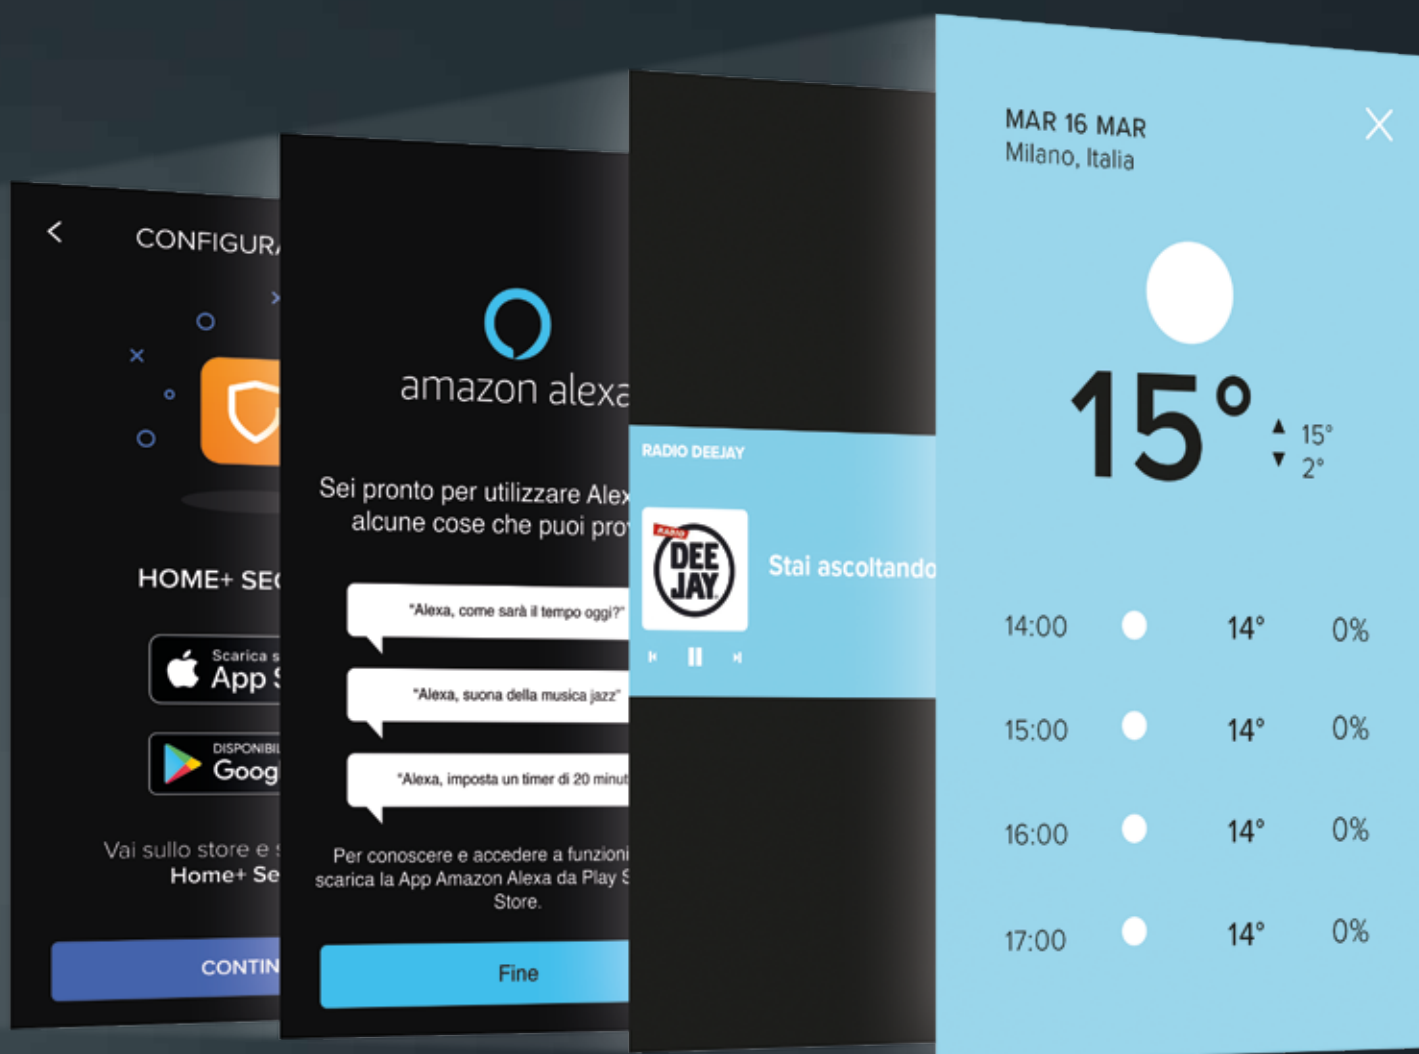 CONFIGURA
HOME+ SEC
Scarica s
App S
DISPONIBIL
Goog
Vai sullo store e s
Home+ Se
CONTIN
amazon alexa
Sei pronto per utilizzare Alex
alcune cose che puoi prov
"Alexa, come sarà il tempo oggi?"
"Alexa, suona della musica jazz"
"Alexa, imposta un timer di 20 minut
Per conoscere e accedere a funzioni
scarica la App Amazon Alexa da Play S
Store.
Fine
RADIO DEEJAY
RADIO
DEE
JAY
Stai ascoltando
MAR 16 MAR
Milano, Italia
15°
15°
2°
14:00 14° 0%
15:00 14° 0%
16:00 14° 0%
17:00 14° 0%